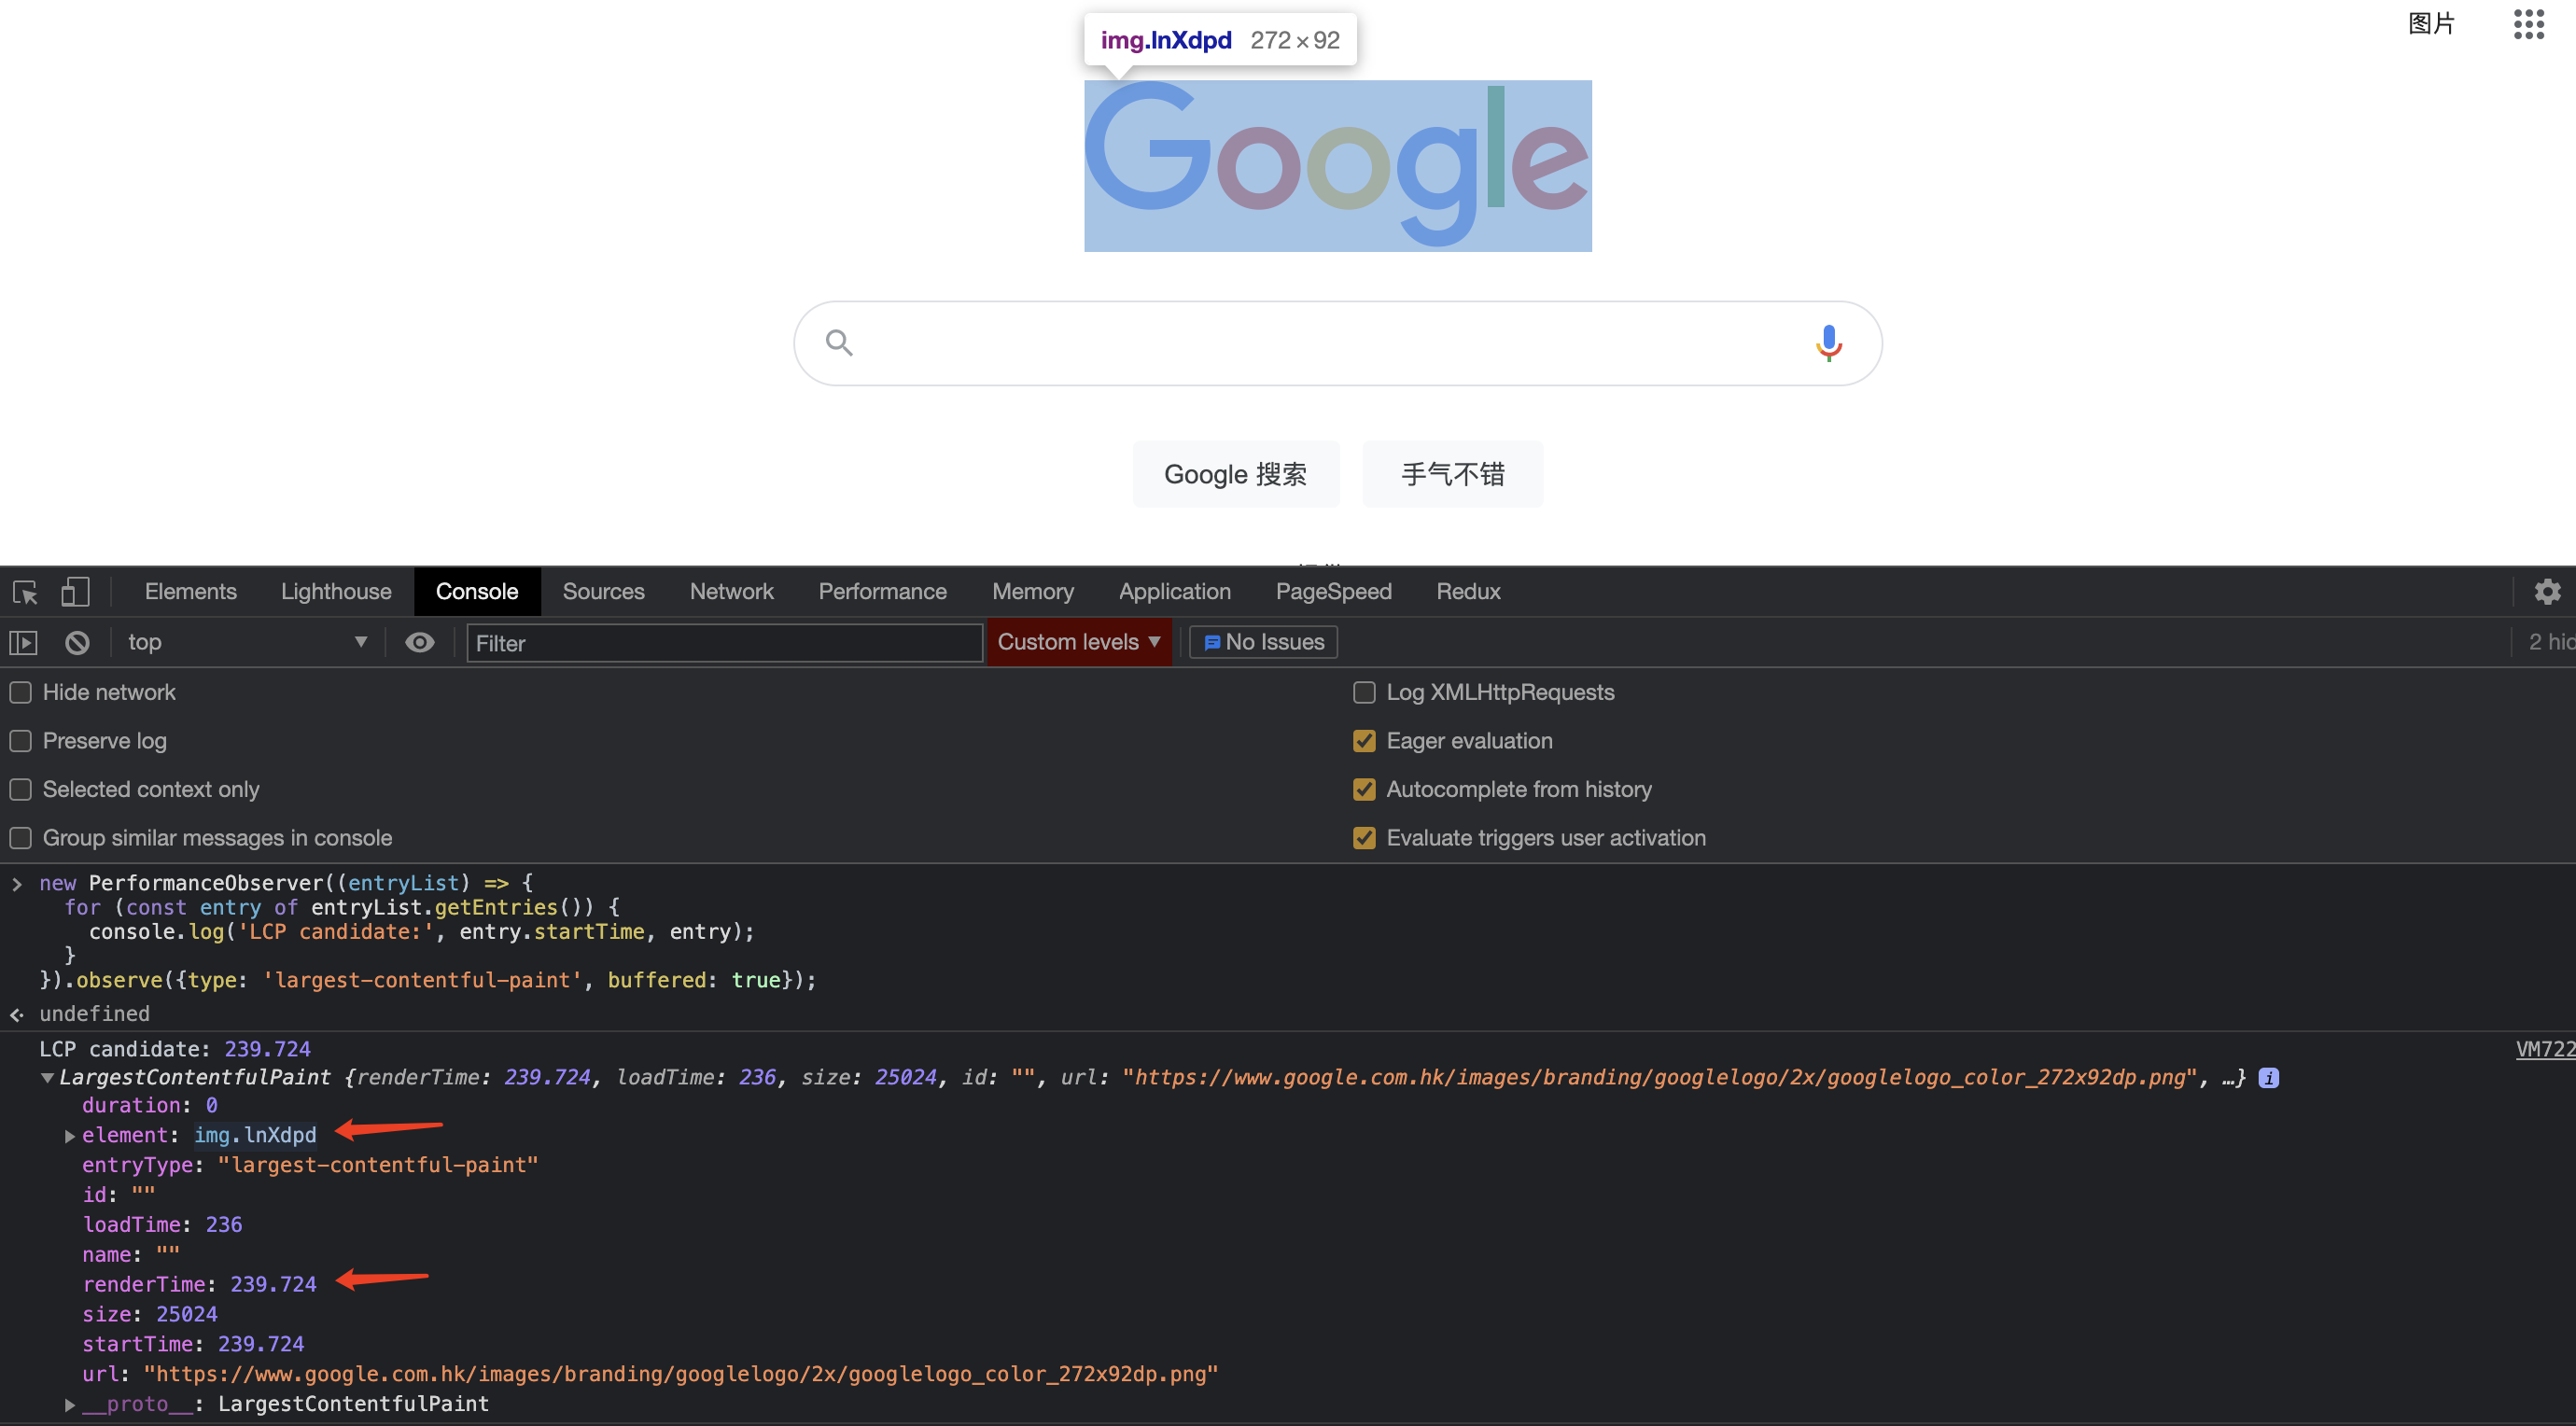 图片
img.lnXdpd 272×92
Google
Google 搜索
手气不错
Elements
Lighthouse
Console
Sources
Network
Performance
Memory
Application
PageSpeed
Redux
top
Filter
Custom levels
No Issues
2 hid
Hide network
Log XMLHttpRequests
Preserve log
Eager evaluation
Selected context only
Autocomplete from history
Group similar messages in console
Evaluate triggers user activation
new PerformanceObserver((entryList) => {
for (const entry of entryList.getEntries()) {
console.log('LCP candidate:', entry.startTime, entry);
}
}).observe({type: 'largest-contentful-paint', buffered: true});
undefined
LCP candidate: 239.724
VM722
LargestContentfulPaint {renderTime: 239.724, loadTime: 236, size: 25024, id: "", url: "https://www.google.com.hk/images/branding/googlelogo/2x/googlelogo_color_272x92dp.png", …} i
duration: 0
element: img.lnXdpd
entryType: "largest-contentful-paint"
id: ""
loadTime: 236
name: ""
renderTime: 239.724
size: 25024
startTime: 239.724
url: "https://www.google.com.hk/images/branding/googlelogo/2x/googlelogo_color_272x92dp.png"
__proto__: LargestContentfulPaint